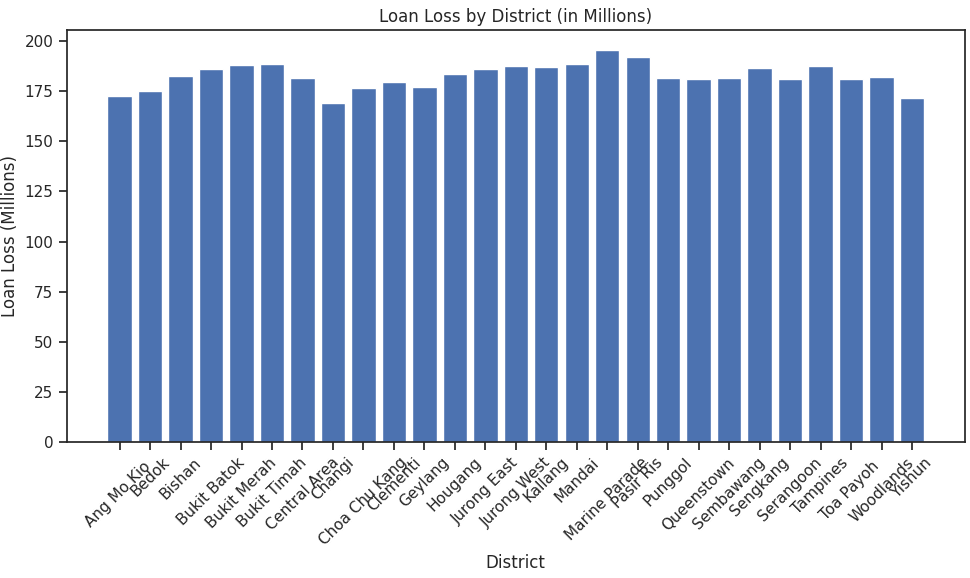 Loan Loss by District (in Millions)
200
175
150
125
100
75
50
25
0
Loan Loss (Millions)
Ang Mo Kio
Bedok
Bishan
Bukit Batok
Bukit Merah
Bukit Timah
Central Area
Changi
Choa Chu Kang
Clementi
Geylang
Hougang
Jurong East
Jurong West
Kallang
Mandai
Marine Parade
Pasir Ris
Punggol
Queenstown
Sembawang
Sengkang
Serangoon
Tampines
Toa Payoh
Woodlands
Yishun
District